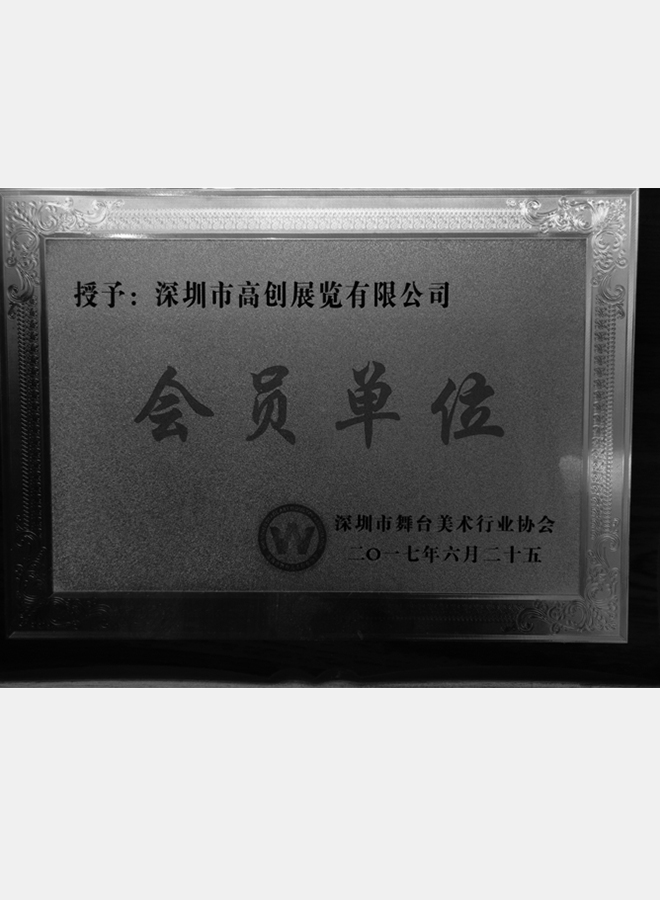 授予：深圳市高创展览有限公司
会员单位
深圳市舞台美术行业协会
二〇一七年六月二十五